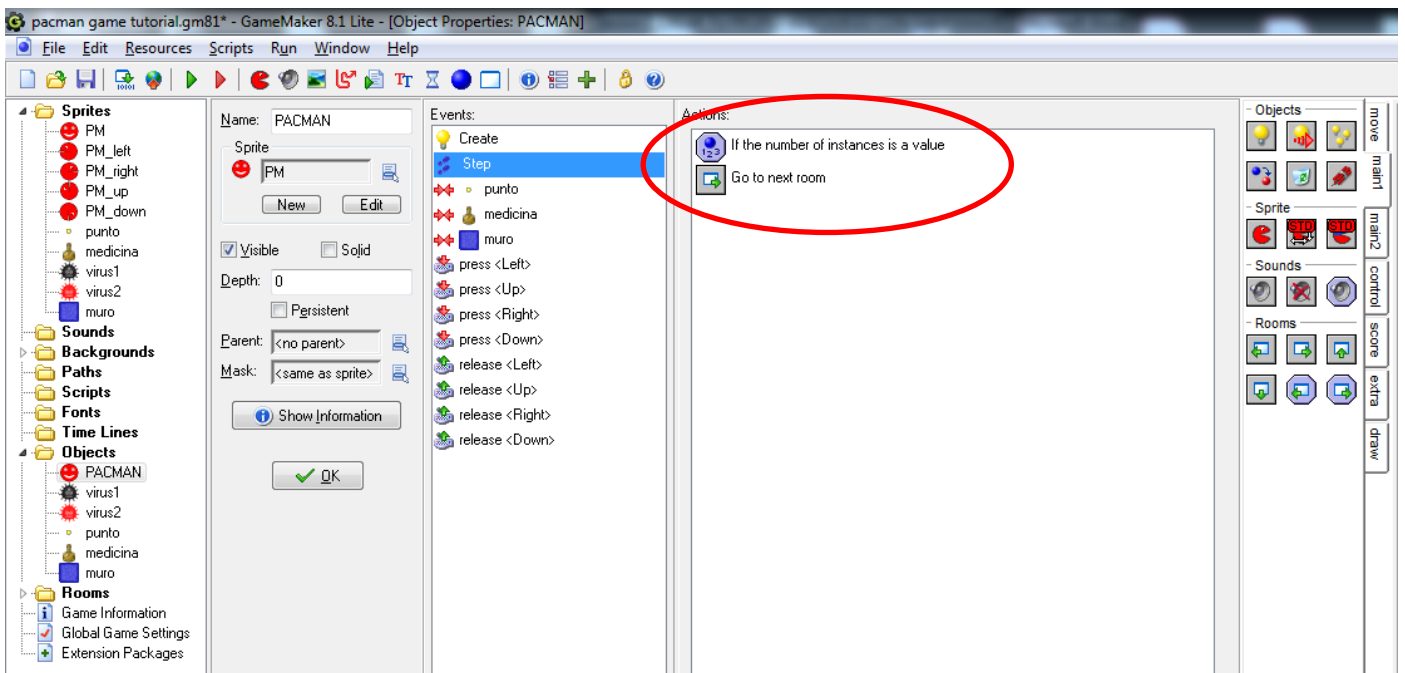 pacman game tutorial.gm81* - GameMaker 8.1 Lite - [Object Properties: PACMAN]
File Edit Resources Scripts Run Window Help
Sprites
PM
PM_left
PM_right
PM_up
PM_down
punto
medicina
virus1
virus2
muro
Sounds
Backgrounds
Paths
Scripts
Fonts
Time Lines
Objects
PACMAN
virus1
virus2
punto
medicina
muro
Rooms
Game Information
Global Game Settings
Extension Packages
Name: PACMAN
Sprite
PM
New Edit
Visible Solid
Depth: 0
Persistent
Parent: <no parent>
Mask: <same as sprite>
Show Information
OK
Events:
Create
Step
punto
medicina
muro
press <Left>
press <Up>
press <Right>
press <Down>
release <Left>
release <Up>
release <Right>
release <Down>
Actions:
If the number of instances is a value
Go to next room
Objects
Sprite
STD STD
Sounds
Rooms
move
main1
main2
control
score
extra
draw